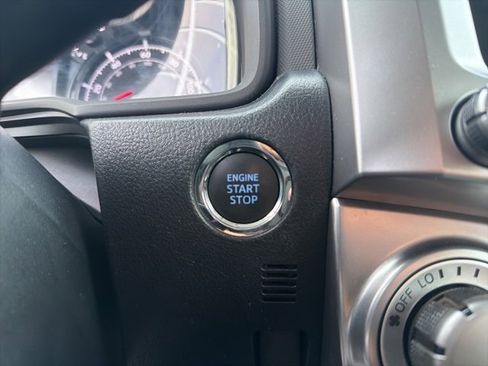 ENGINE
START
STOP
OFF LO